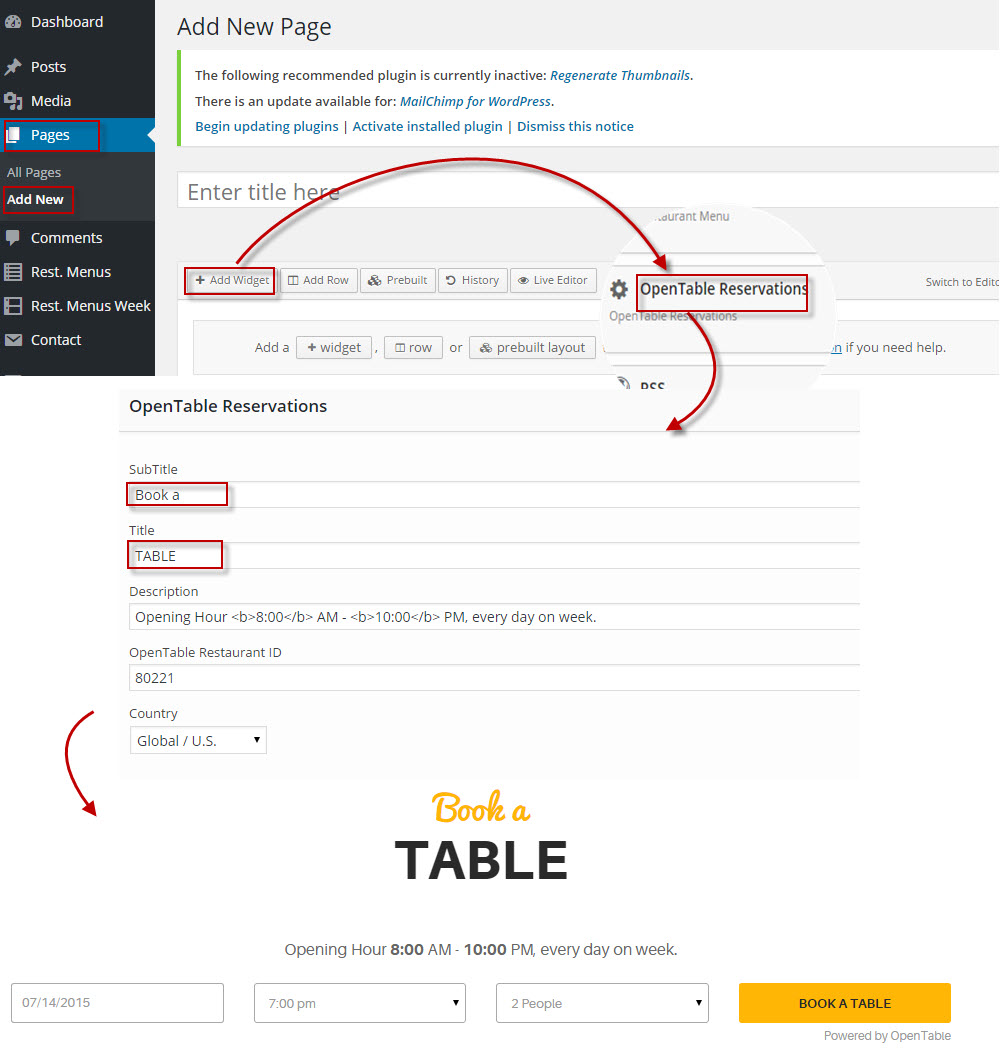 Dashboard
Posts
Media
Pages
All Pages
Add New
Comments
Rest. Menus
Rest. Menus Week
Contact
Add New Page
The following recommended plugin is currently inactive: Regenerate Thumbnails.
There is an update available for: MailChimp for WordPress.
Begin updating plugins | Activate installed plugin | Dismiss this notice
Enter title here
+ Add Widget Add Row Prebuilt History Live Editor
Switch to Edito
Add a + widget , row or prebuilt layout
if you need help.
staurant Menu
OpenTable Reservations
OpenTable Reservations
RSS
OpenTable Reservations
SubTitle
Book a
Title
TABLE
Description
Opening Hour <b>8:00</b> AM - <b>10:00</b> PM, every day on week.
OpenTable Restaurant ID
80221
Country
Global / U.S.
Book a
TABLE
Opening Hour 8:00 AM - 10:00 PM, every day on week.
07/14/2015 7:00 pm 2 People BOOK A TABLE
Powered by OpenTable